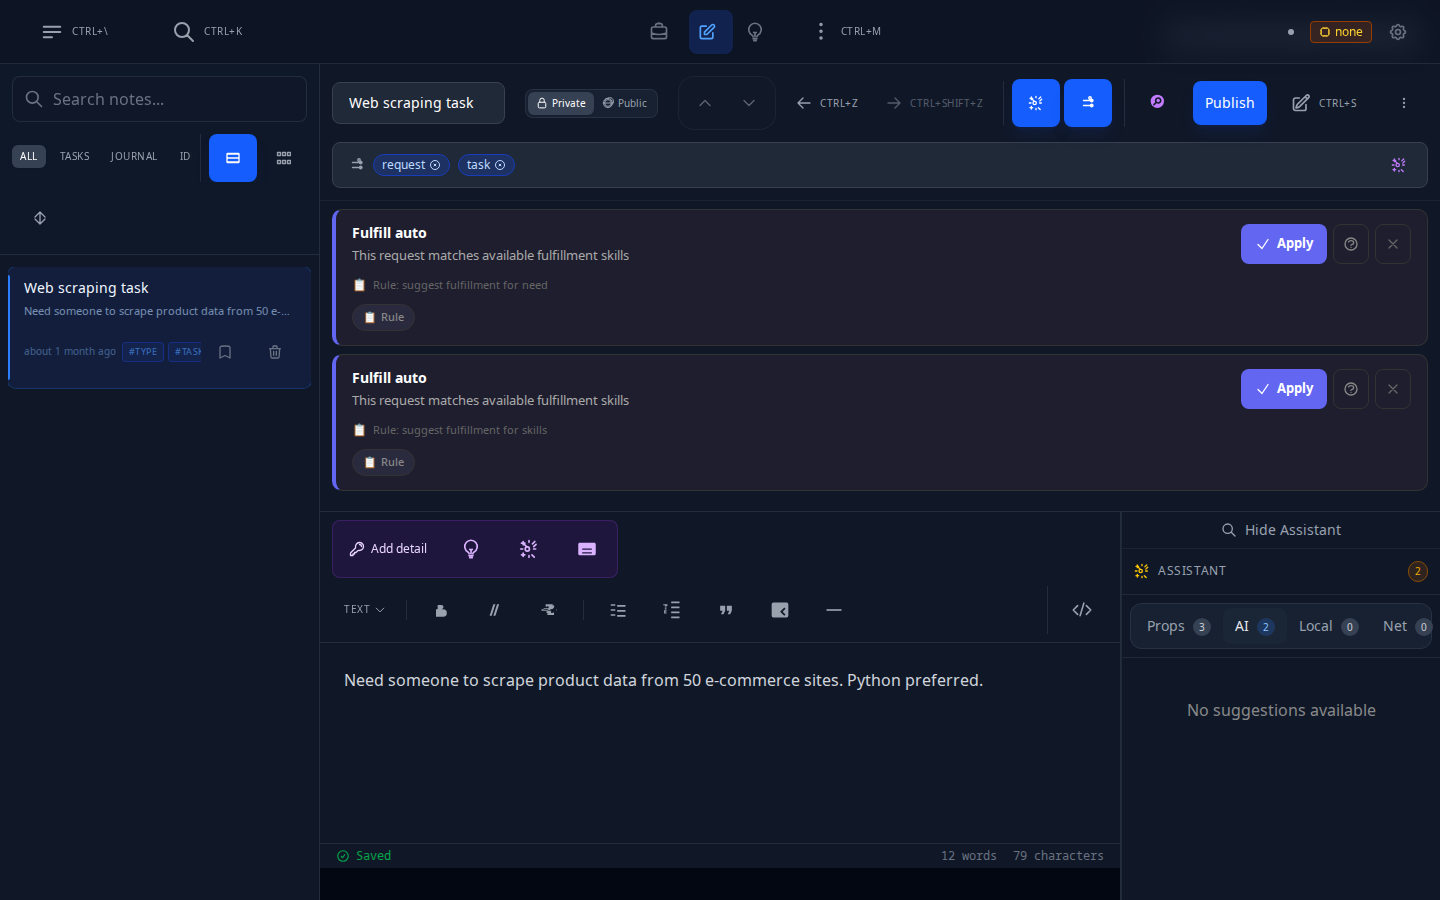 CTRL+\
CTRL+K
CTRL+M
none
Search notes...
ALL
TASKS
JOURNAL
ID
Web scraping task
Need someone to scrape product data from 50 e-...
about 1 month ago
#TYPE
#TASK
Web scraping task
Private
Public
CTRL+Z
CTRL+SHIFT+Z
Publish
CTRL+S
request
task
Fulfill auto
This request matches available fulfillment skills
Rule: suggest fulfillment for need
Rule
Apply
Fulfill auto
This request matches available fulfillment skills
Rule: suggest fulfillment for skills
Rule
Apply
Add detail
TEXT
Need someone to scrape product data from 50 e-commerce sites. Python preferred.
Saved
12 words
79 characters
Hide Assistant
ASSISTANT
2
Props 3
AI 2
Local 0
Net 0
No suggestions available